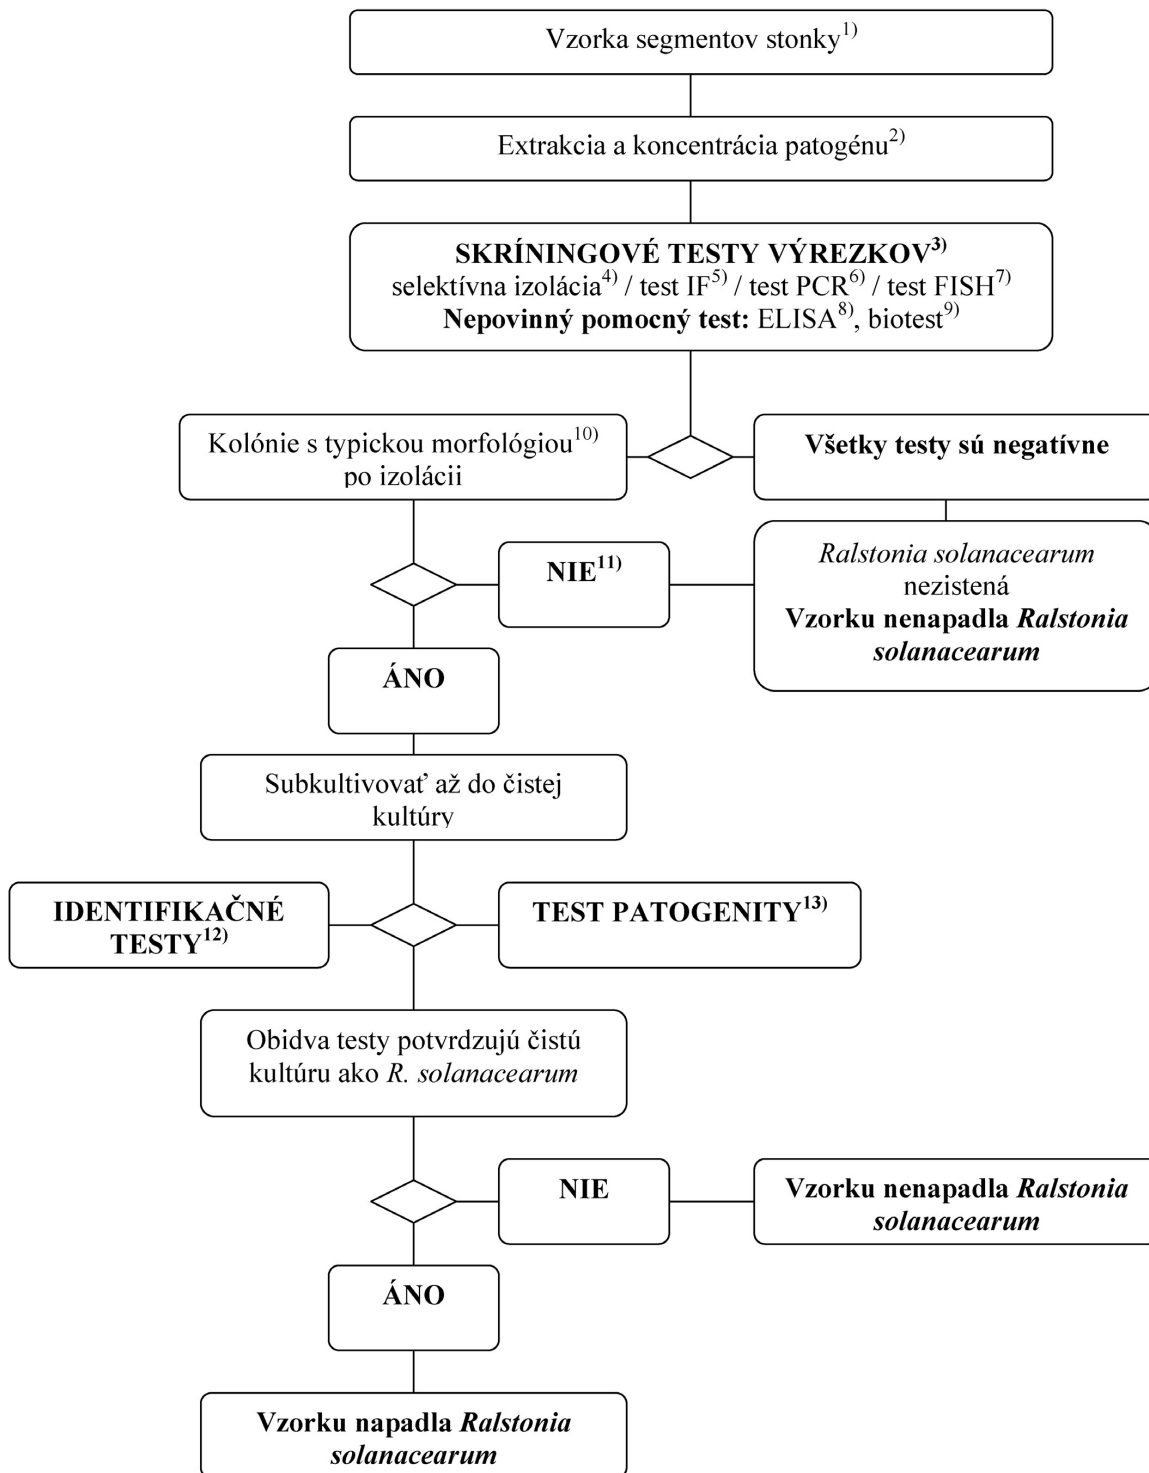 Vzorka segmentov stonky1)
Extrakcia a koncentrácia patogénu2)
SKRÍNINGOVÉ TESTY VÝREZKOV3)
selektívna izolácia4) / test IF5) / test PCR6) / test FISH7)
Nepovinný pomocný test: ELISA8), biotest9)
Kolónie s typickou morfológiou10)
po izolácii
Všetky testy sú negatívne
NIE11)
Ralstonia solanacearum
nezistená
Vzorku nenapadla Ralstonia
solanacearum
ÁNO
Subkultivovať až do čistej
kultúry
IDENTIFIKAČNÉ
TESTY12)
TEST PATOGENITY13)
Obidva testy potvrdzujú čistú
kultúru ako R. solanacearum
NIE
Vzorku nenapadla Ralstonia
solanacearum
ÁNO
Vzorku napadla Ralstonia
solanacearum